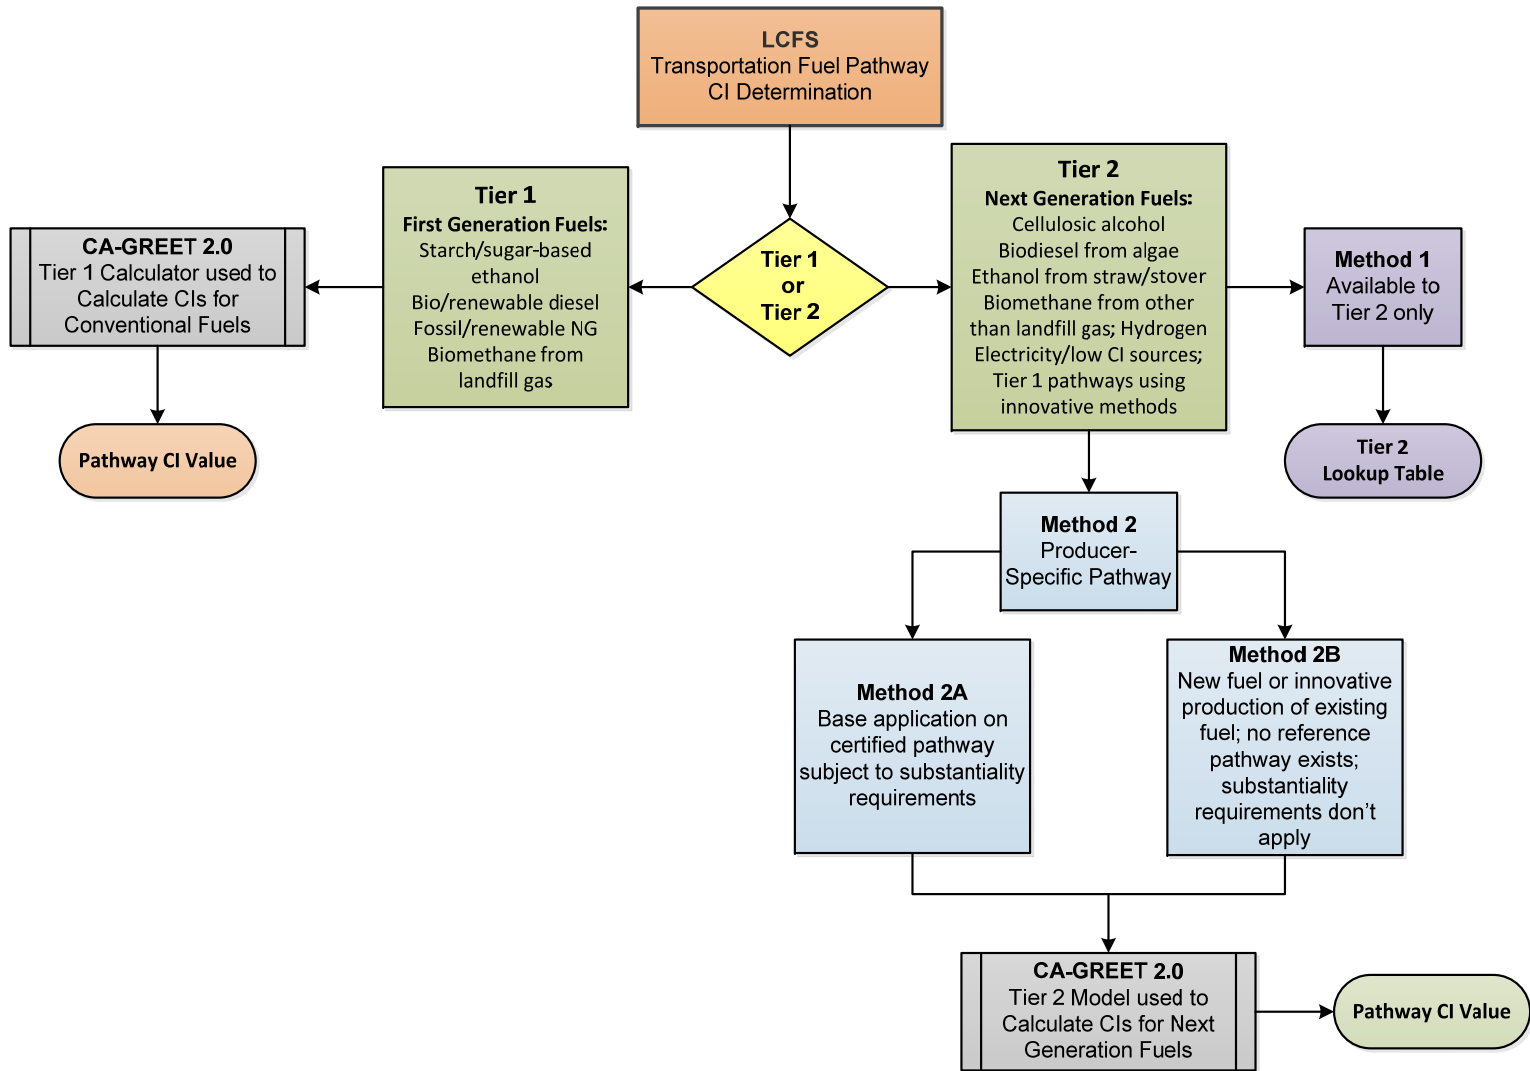 LCFS
Transportation Fuel Pathway
CI Determination
Tier 1
or
Tier 2
Tier 1
First Generation Fuels:
Starch/sugar-based
ethanol
Bio/renewable diesel
Fossil/renewable NG
Biomethane from
landfill gas
CA-GREET 2.0
Tier 1 Calculator used to
Calculate CIs for
Conventional Fuels
Pathway CI Value
Tier 2
Next Generation Fuels:
Cellulosic alcohol
Biodiesel from algae
Ethanol from straw/stover
Biomethane from other
than landfill gas; Hydrogen
Electricity/low CI sources;
Tier 1 pathways using
innovative methods
Method 1
Available to
Tier 2 only
Tier 2
Lookup Table
Method 2
Producer-
Specific Pathway
Method 2A
Base application on
certified pathway
subject to substantiality
requirements
Method 2B
New fuel or innovative
production of existing
fuel; no reference
pathway exists;
substantiality
requirements don’t
apply
CA-GREET 2.0
Tier 2 Model used to
Calculate CIs for Next
Generation Fuels
Pathway CI Value